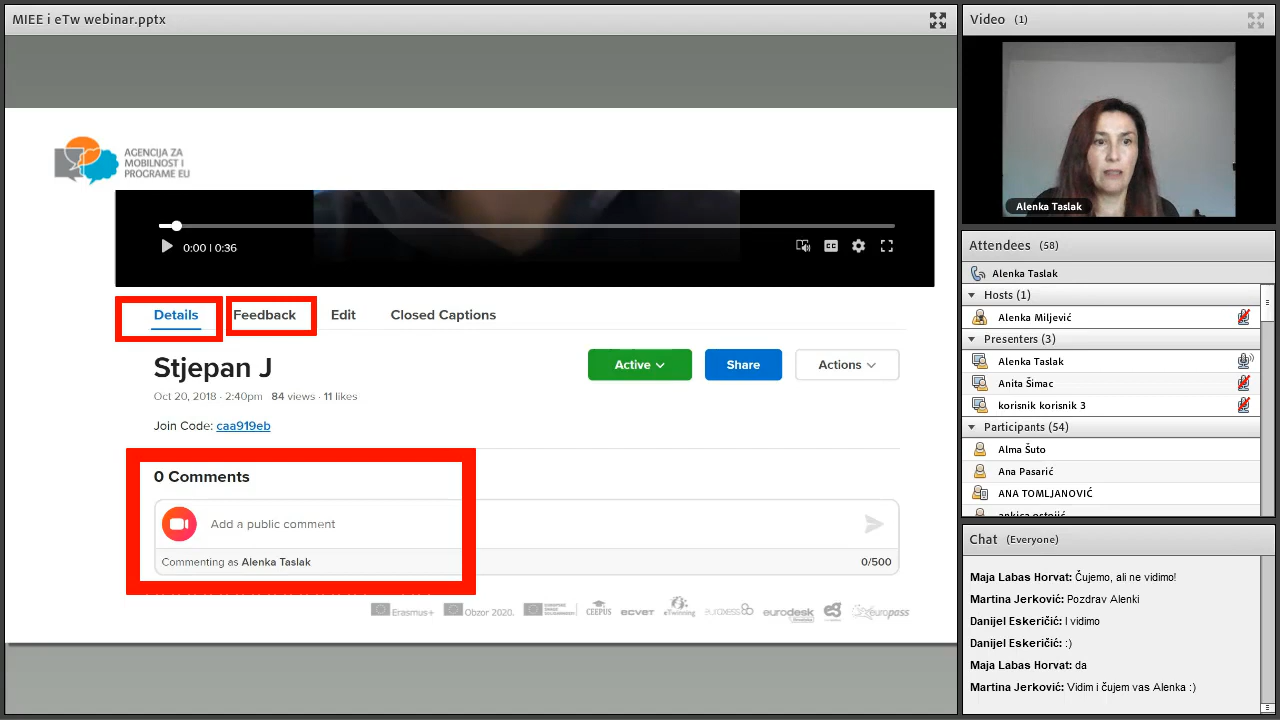 MIEE i eTw webinar.pptx
AGENCIJA ZA
MOBILNOST I
PROGRAME EU
0:00 | 0:36
CC
Details Feedback Edit Closed Captions
Stjepan J
Active Share Actions
Oct 20, 2018 · 2:40pm 84 views · 11 likes
Join Code: caa919eb
0 Comments
Add a public comment
Commenting as Alenka Taslak
0/500
Erasmus+ Obzor 2020. CEEPUS ECVET eTwinning euraxess eurodesk europass
Video (1)
Alenka Taslak
Attendees (58)
Alenka Taslak
Hosts (1)
Alenka Miljević
Presenters (3)
Alenka Taslak
Anita Šimac
korisnik korisnik 3
Participants (54)
Alma Šuto
Ana Pasarić
ANA TOMLJANOVIĆ
ankica ostojić
Chat (Everyone)
Maja Labas Horvat: Čujemo, ali ne vidimo!
Martina Jerković: Pozdrav Alenki
Danijel Eskeričić: I vidimo
Danijel Eskeričić: :)
Maja Labas Horvat: da
Martina Jerković: Vidim i čujem vas Alenka :)